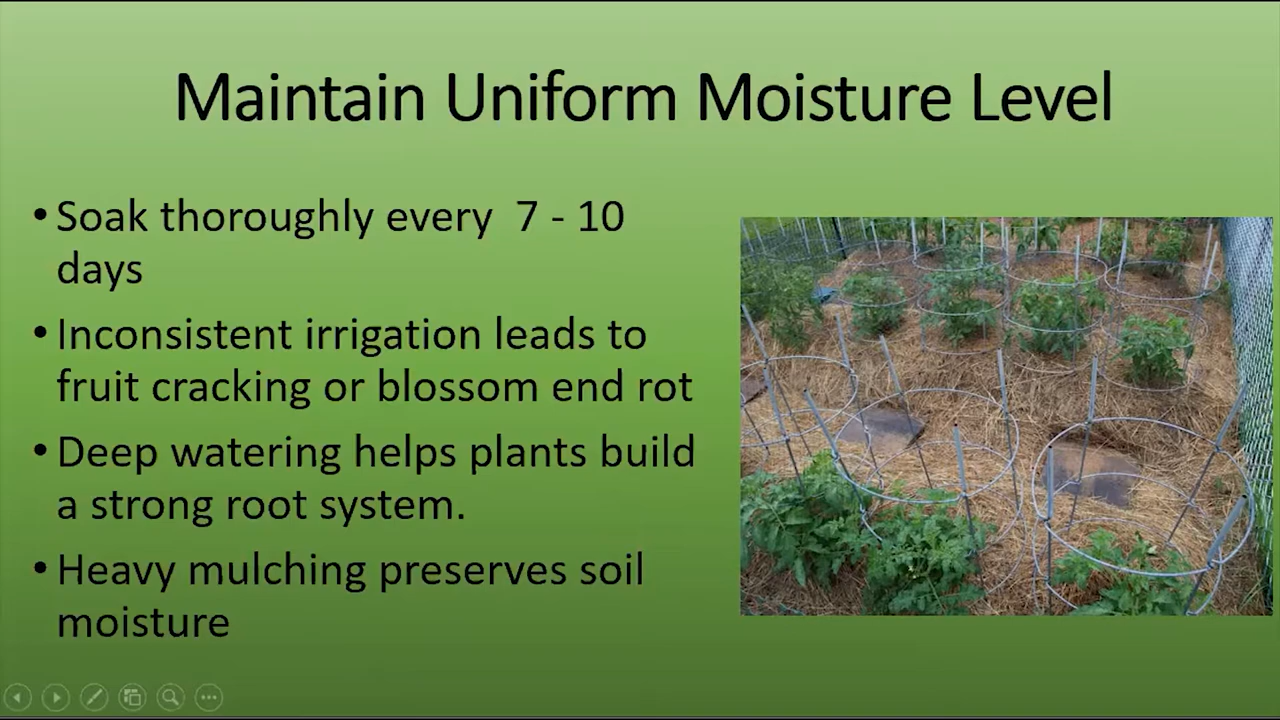 Maintain Uniform Moisture Level
• Soak thoroughly every  7 - 10
days
• Inconsistent irrigation leads to
fruit cracking or blossom end rot
• Deep watering helps plants build
a strong root system.
• Heavy mulching preserves soil
moisture